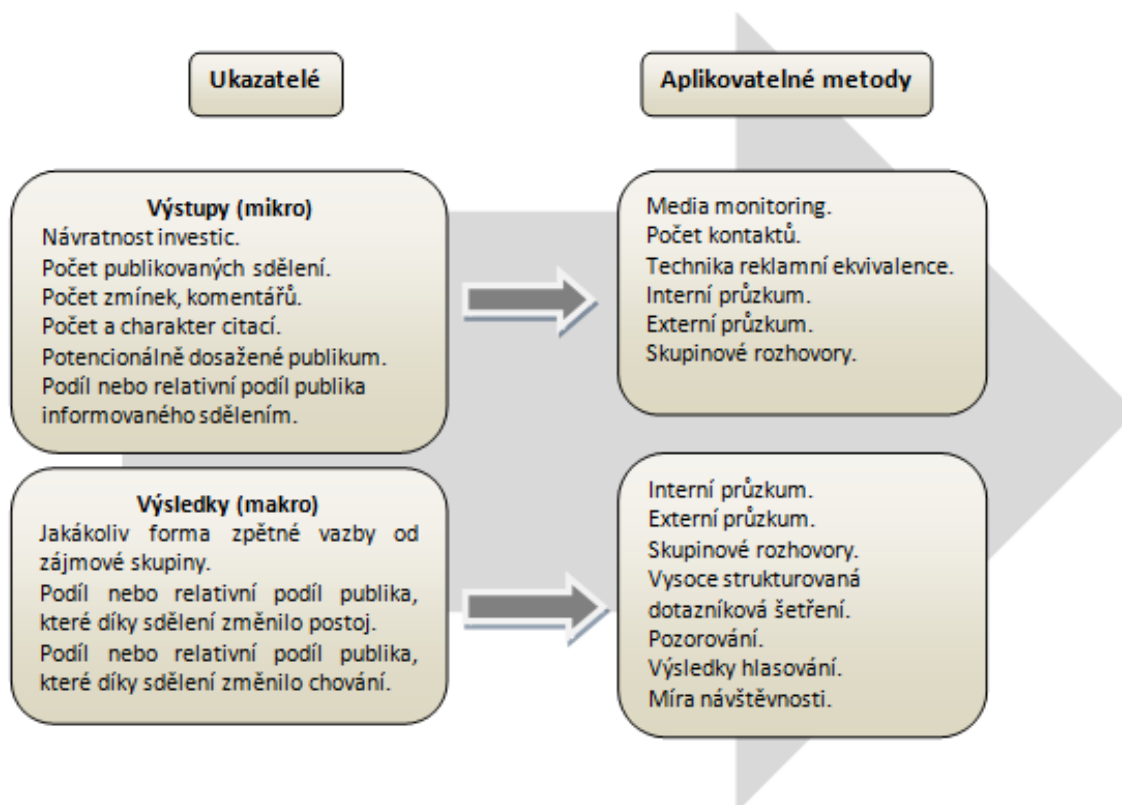 Ukazatelé
Aplikovatelné metody
Výstupy (mikro)
Návratnost investic.
Počet publikovaných sdělení.
Počet zmínek, komentářů.
Počet a charakter citací.
Potencionálně dosažené publikum.
Podíl nebo relativní podíl publika
informovaného sdělením.
Media monitoring.
Počet kontaktů.
Technika reklamní ekvivalence.
Interní průzkum.
Externí průzkum.
Skupinové rozhovory.
Výsledky (makro)
Jakákoliv forma zpětné vazby od
zájmové skupiny.
Podíl nebo relativní podíl publika,
které díky sdělení změnilo postoj.
Podíl nebo relativní podíl publika,
které díky sdělení změnilo chování.
Interní průzkum.
Externí průzkum.
Skupinové rozhovory.
Vysoce strukturovaná
dotazníková šetření.
Pozorování.
Výsledky hlasování.
Míra návštěvnosti.